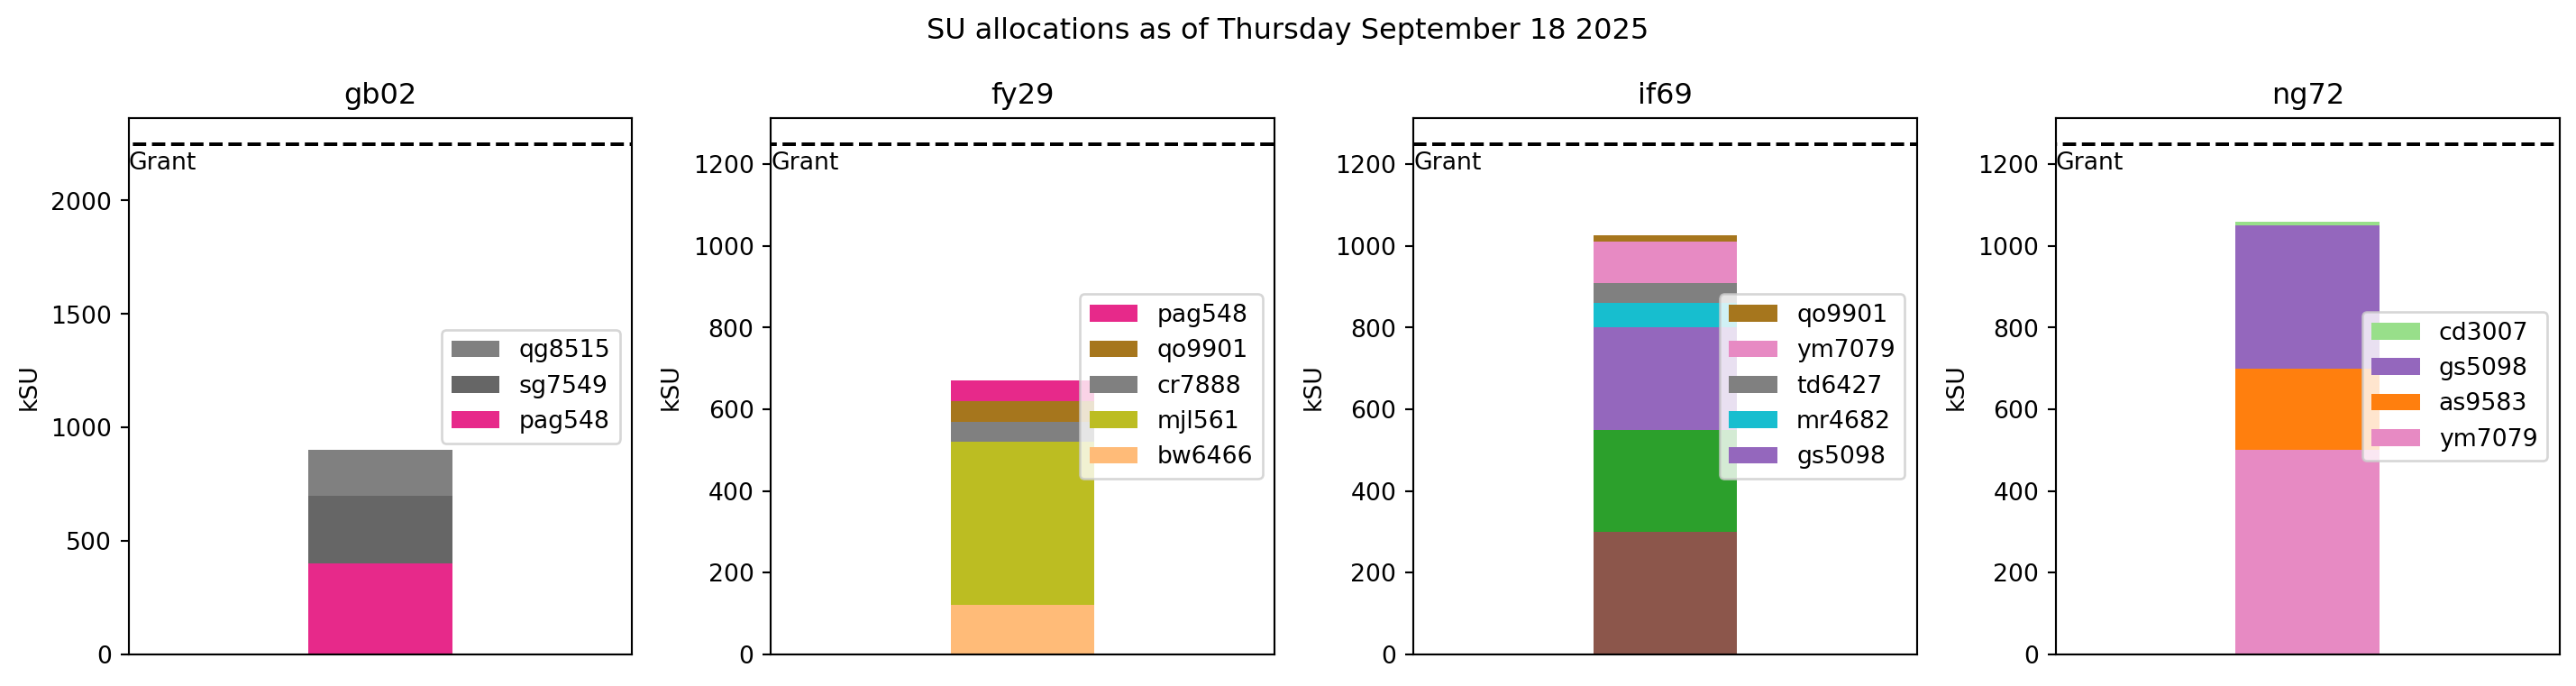 SU allocations as of Thursday September 18 2025
gb02
Grant
2000
1500
1000
500
0
kSU
qg8515
sg7549
pag548
fy29
Grant
1200
1000
800
600
400
200
0
kSU
pag548
qo9901
cr7888
mjl561
bw6466
if69
Grant
1200
1000
800
600
400
200
0
kSU
qo9901
ym7079
td6427
mr4682
gs5098
ng72
Grant
1200
1000
800
600
400
200
0
kSU
cd3007
gs5098
as9583
ym7079